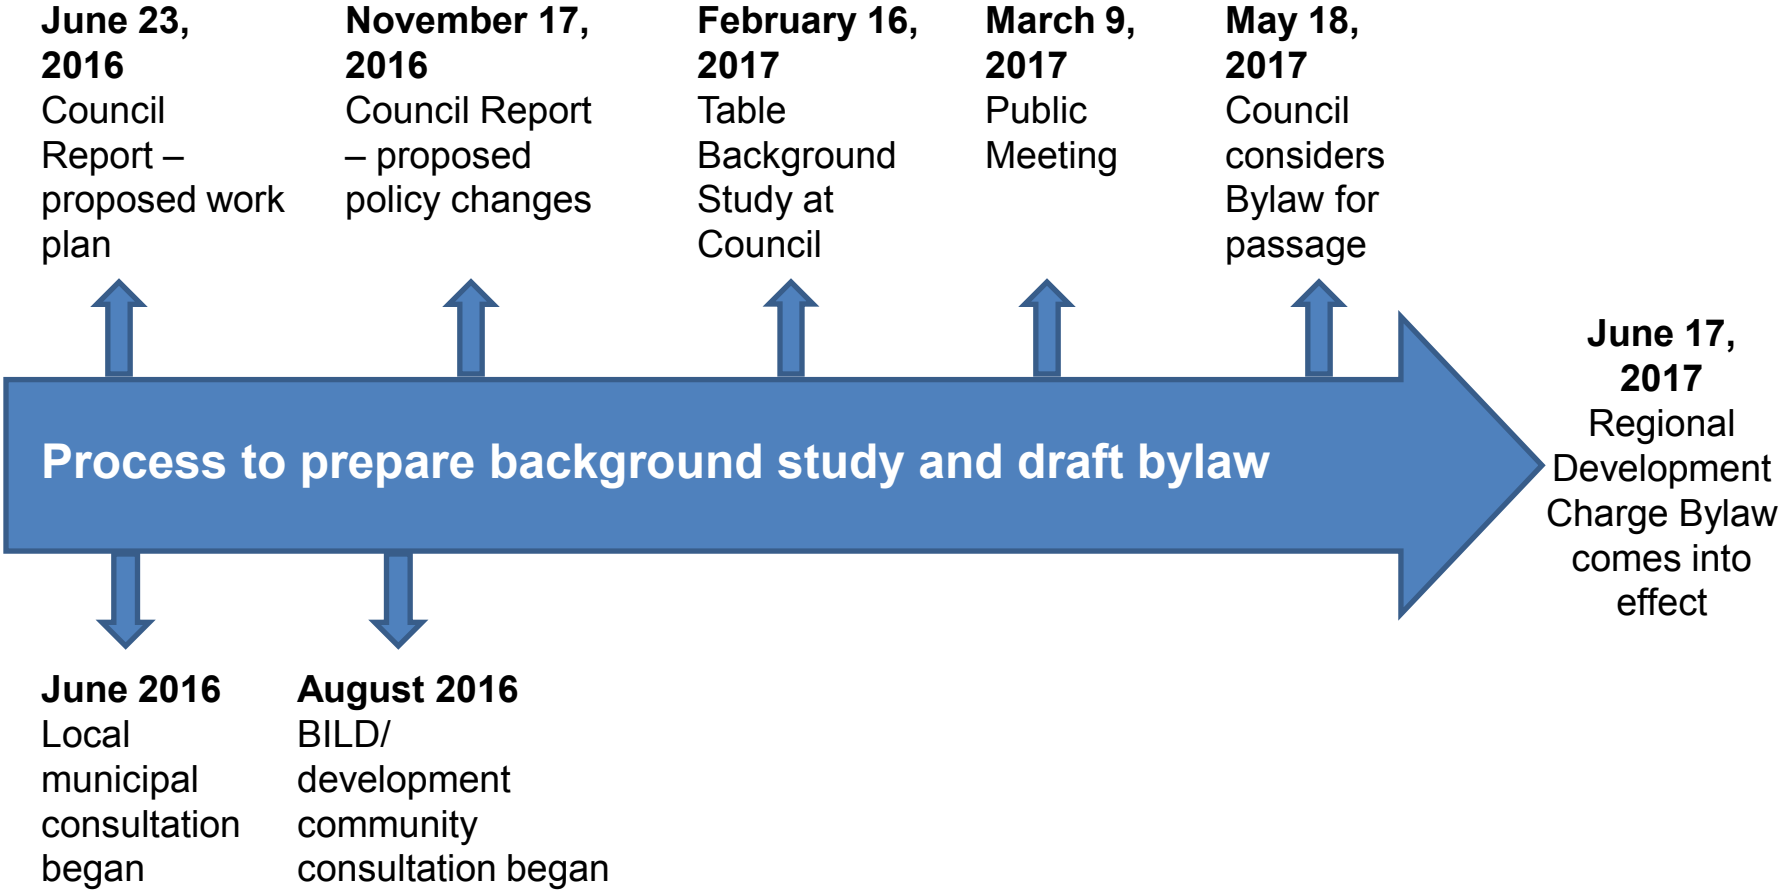 June 23,
2016
Council
Report –
proposed work
plan
November 17,
2016
Council Report
– proposed
policy changes
February 16,
2017
Table
Background
Study at
Council
March 9,
2017
Public
Meeting
May 18,
2017
Council
considers
Bylaw for
passage
Process to prepare background study and draft bylaw
June 17,
2017
Regional
Development
Charge Bylaw
comes into
effect
June 2016
Local
municipal
consultation
began
August 2016
BILD/
development
community
consultation began